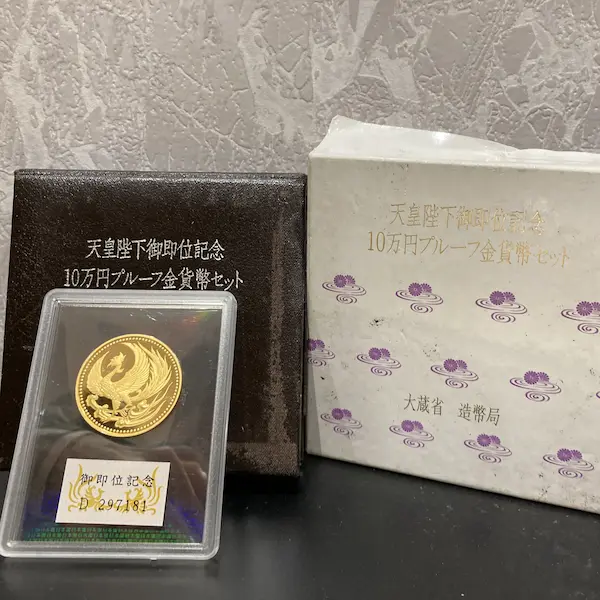 天皇陛下御即位記念
10万円プルーフ金貨幣セット
天皇陛下御即位記念
10万円プルーフ金貨幣セット
大蔵省 造幣局
御即位記念
D 297181